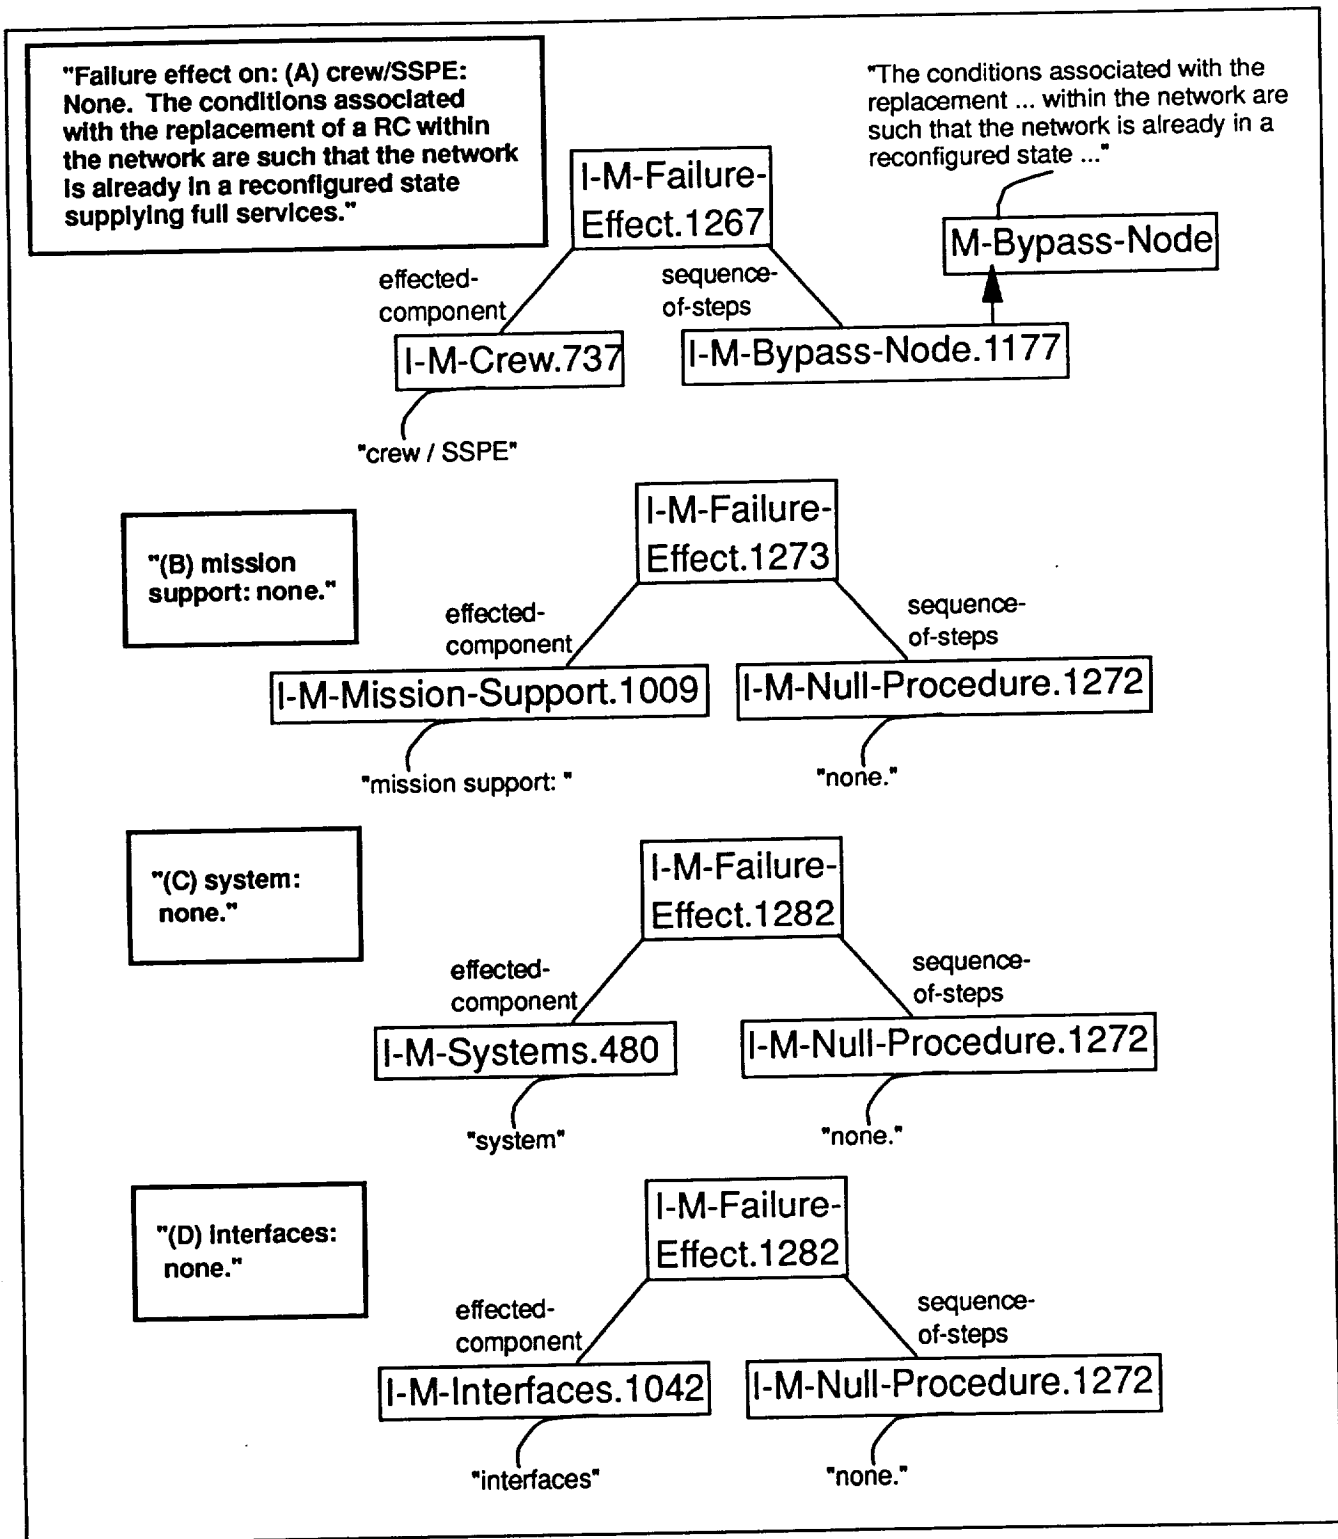 "Failure effect on: (A) crew/SSPE:
None. The conditions associated
with the replacement of a RC within
the network are such that the network
is already in a reconfigured state
supplying full services."
"The conditions associated with the
replacement ... within the network are
such that the network is already in a
reconfigured state ..."
I-M-Failure-
Effect.1267
M-Bypass-Node
effected-
component
sequence-
of-steps
I-M-Crew.737
I-M-Bypass-Node.1177
"crew / SSPE"
"(B) mission
support: none."
I-M-Failure-
Effect.1273
effected-
component
sequence-
of-steps
I-M-Mission-Support.1009
I-M-Null-Procedure.1272
"mission support: "
"none."
"(C) system:
none."
I-M-Failure-
Effect.1282
effected-
component
sequence-
of-steps
I-M-Systems.480
I-M-Null-Procedure.1272
"system"
"none."
"(D) Interfaces:
none."
I-M-Failure-
Effect.1282
effected-
component
sequence-
of-steps
I-M-Interfaces.1042
I-M-Null-Procedure.1272
"interfaces"
"none."